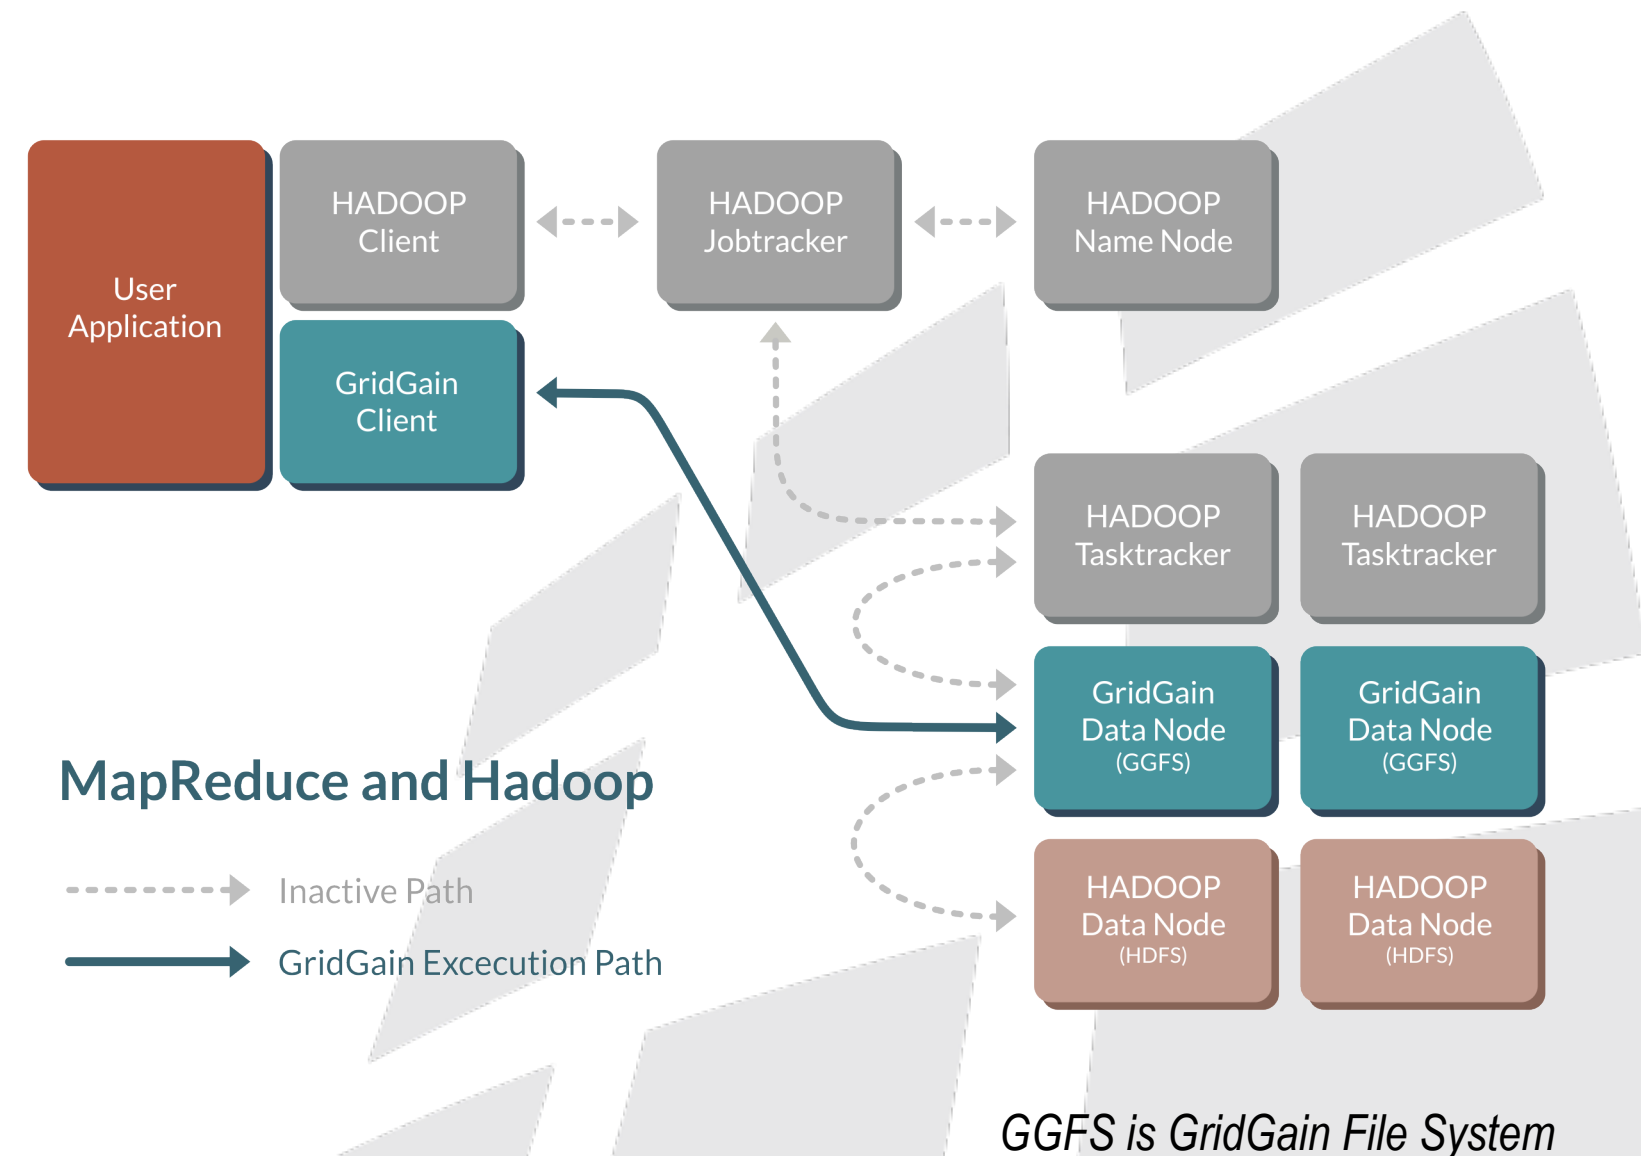 User
Application
HADOOP
Client
HADOOP
Jobtracker
HADOOP
Name Node
GridGain
Client
HADOOP
Tasktracker
HADOOP
Tasktracker
GridGain
Data Node
(GGFS)
GridGain
Data Node
(GGFS)
MapReduce and Hadoop
Inactive Path
GridGain Excecution Path
HADOOP
Data Node
(HDFS)
HADOOP
Data Node
(HDFS)
GGFS is GridGain File System